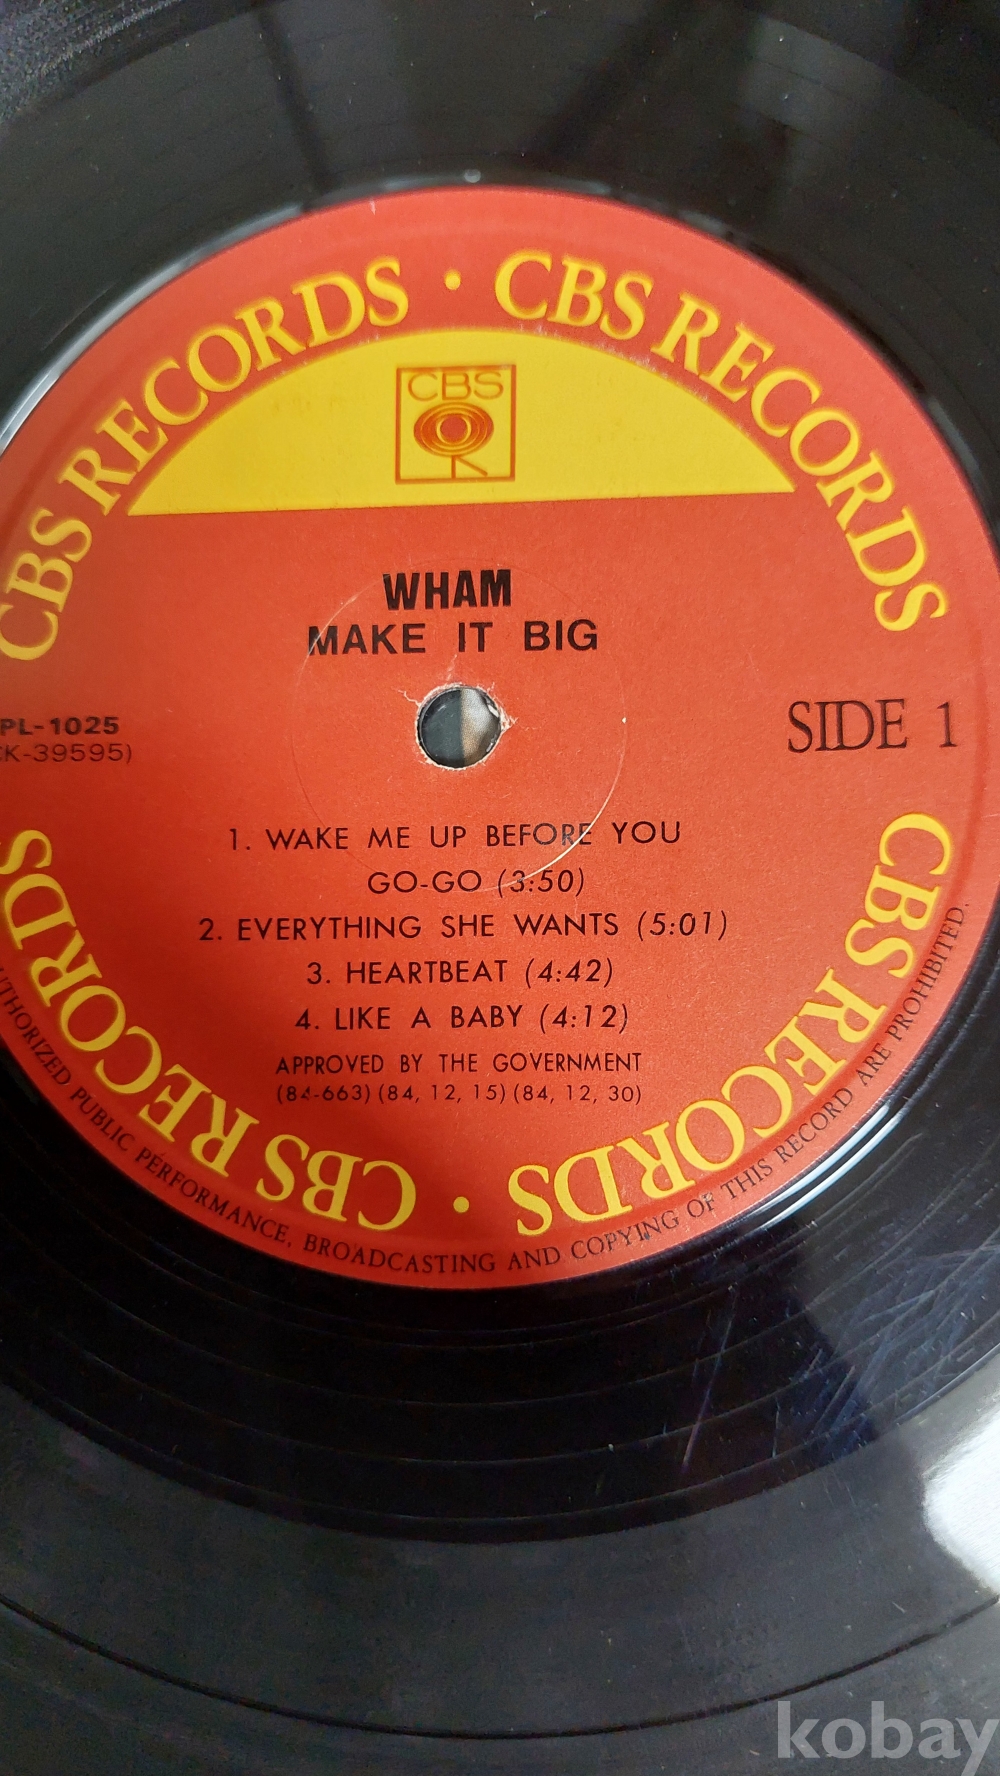 CBS RECORDS · CBS RECORDS
CBS
WHAM
MAKE IT BIG
PL-1025
CK-39595)
SIDE 1
1. WAKE ME UP BEFORE YOU
GO-GO (3:50)
2. EVERYTHING SHE WANTS (5:01)
3. HEARTBEAT (4:42)
4. LIKE A BABY (4:12)
APPROVED BY THE GOVERNMENT
(84-663) (84, 12, 15) (84, 12, 30)
CBS RECORDS · CBS RECORDS
PUBLIC PERFORMANCE, BROADCASTING AND COPYING OF THIS RECORD ARE PROHIBITED.
kobay